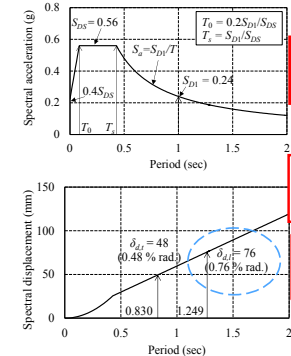 Spectral acceleration (g)
0.8
0.6
0.4
0.2
0
S_DS = 0.56
S_a=S_D1/T
T_0 = 0.2S_D1/S_DS
T_s = S_D1/S_DS
S_D1 = 0.24
0.4S_DS
T_0 T_s
0 0.5 1 1.5 2
Period (sec)
Spectral displacement (mm)
150
100
50
0
δ_d,t = 48
(0.48 % rad.)
δ_d,t = 76
(0.76 % rad.)
0.830 1.249
0 0.5 1 1.5 2
Period (sec)